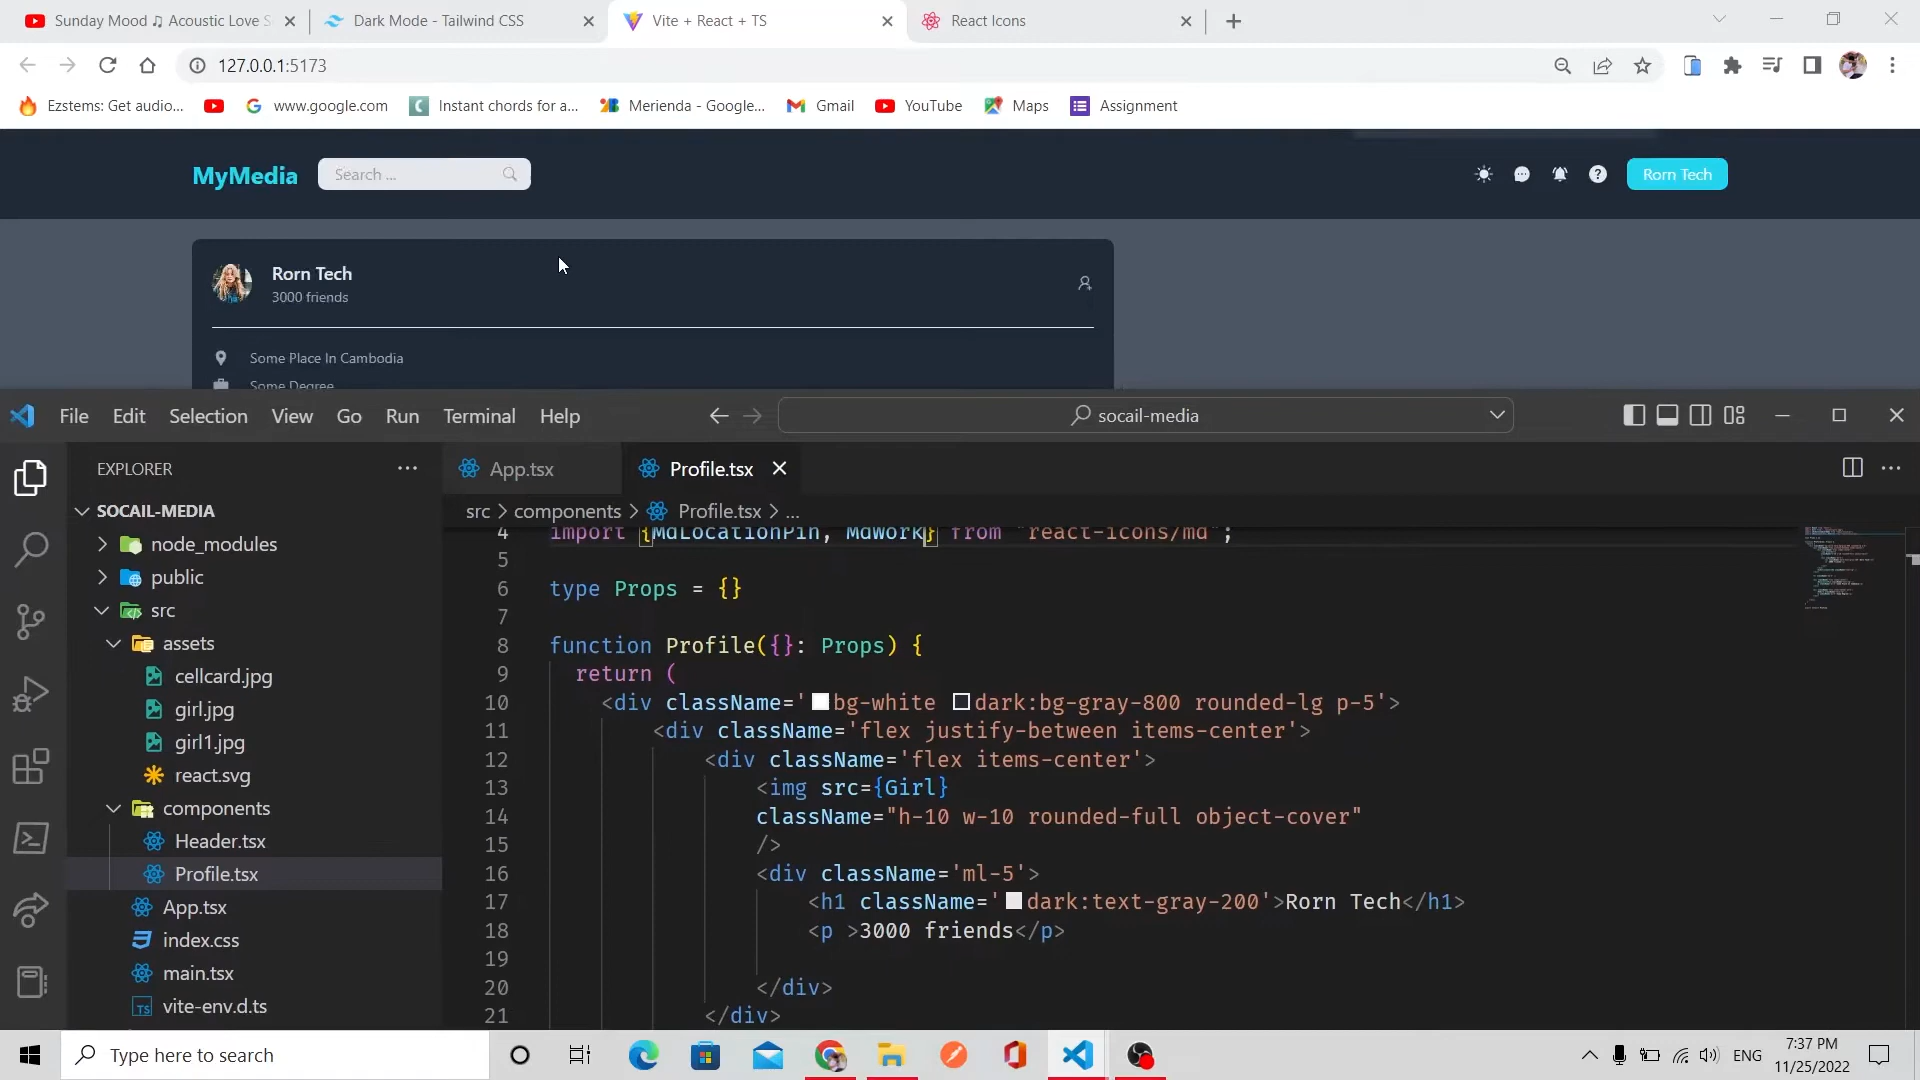 Sunday Mood ♫ Acoustic Love S
Dark Mode - Tailwind CSS
Vite + React + TS
React Icons
127.0.0.1:5173
Ezstems: Get audio...
www.google.com
Instant chords for a...
Merienda - Google...
Gmail
YouTube
Maps
Assignment
MyMedia
Search ...
Rorn Tech
Rorn Tech
3000 friends
Some Place In Cambodia
Some Degree
File Edit Selection View Go Run Terminal Help
socail-media
EXPLORER
App.tsx
Profile.tsx
src > components > Profile.tsx > ...
SOCAIL-MEDIA
node_modules
public
src
assets
cellcard.jpg
girl.jpg
girl1.jpg
react.svg
components
Header.tsx
Profile.tsx
App.tsx
index.css
main.tsx
TS vite-env.d.ts
4 import {MdLocationPin, MdWork} from "react-icons/md";
5
6 type Props = {}
7
8 function Profile({}: Props) {
9 return (
10 <div className='bg-white dark:bg-gray-800 rounded-lg p-5'>
11 <div className='flex justify-between items-center'>
12 <div className='flex items-center'>
13 <img src={Girl}
14 className="h-10 w-10 rounded-full object-cover"
15 />
16 <div className='ml-5'>
17 <h1 className='dark:text-gray-200'>Rorn Tech</h1>
18 <p >3000 friends</p>
19
20 </div>
21 </div>
Type here to search
ENG
7:37 PM
11/25/2022